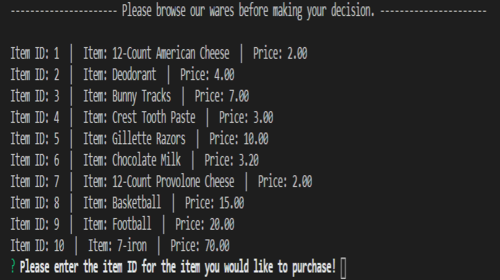 --------------------- Please browse our wares before making your decision. ---------------------
Item ID: 1 | Item: 12-Count American Cheese | Price: 2.00
Item ID: 2 | Item: Deodorant | Price: 4.00
Item ID: 3 | Item: Bunny Tracks | Price: 7.00
Item ID: 4 | Item: Crest Tooth Paste | Price: 3.00
Item ID: 5 | Item: Gillette Razors | Price: 10.00
Item ID: 6 | Item: Chocolate Milk | Price: 3.20
Item ID: 7 | Item: 12-Count Provolone Cheese | Price: 2.00
Item ID: 8 | Item: Basketball | Price: 15.00
Item ID: 9 | Item: Football | Price: 20.00
Item ID: 10 | Item: 7-iron | Price: 70.00
? Please enter the item ID for the item you would like to purchase!